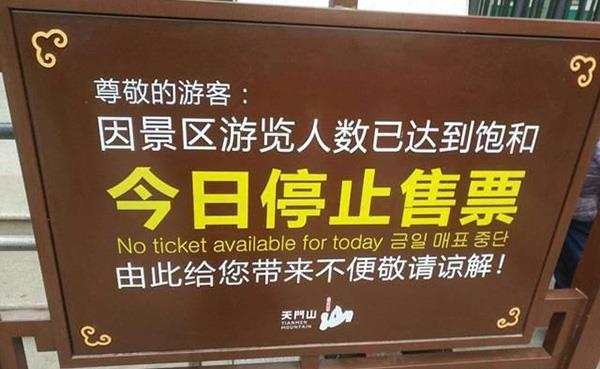 尊敬的游客：
因景区游览人数已达到饱和
今日停止售票
No ticket available for today 금일 매표 중단
由此给您带来不便敬请谅解！
天門山
TIANMEN
MOUNTAIN